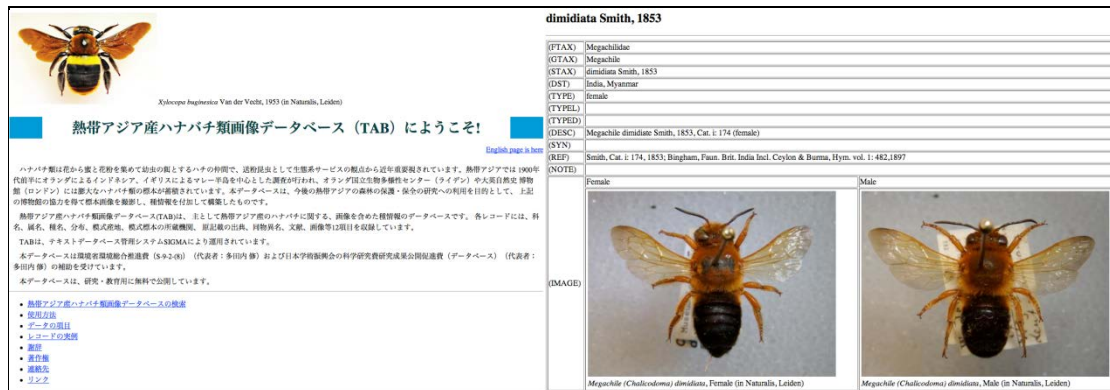 Xylocopa buginesica Van der Vecht, 1953 (in Naturalis, Leiden)
熱帯アジア産ハナバチ類画像データベース（TAB）にようこそ!
English page is here
ハナバチ類は花から蜜と花粉を集めて幼虫の餌とするハチの仲間で、送粉昆虫として生態系サービスの観点から近年重要視されています。熱帯アジアでは 1900年
代前半にオランダによるインドネシア、イギリスによるマレー半島を中心とした調査が行われ、オランダ国立生物多様性センター（ライデン）や大英自然史 博物
館（ロンドン）には膨大なハナバチ類の標本が蓄積されています。本データベースは、今後の熱帯アジアの森林の保護・保全の研究への利用を目的として、 上記
の博物館の協力を得て標本画像を撮影し、種情報を付加して構築したものです。
熱帯アジア産ハナバチ類画像データベース(TAB)は、 主として熱帯アジア産のハナバチに関する、画像を含めた種情報のデータベースです。 各レコードには、科
名、属名、種名、分布、模式産地、模式標本の所蔵機関、 原記載の出典、同物異名、文献、画像等12項目を収録しています。
TABは、テキストデータベース管理システムSIGMAにより運用されています。
本データベースは環境省環境総合推進費（S-9-2-(8)）（代表者：多田内 修）および日本学術振興会の科学研究費研究成果公開促進費（データベース）（代表者：
多田内 修）の補助を受けています。
本データベースは、研究・教育用に無料で公開しています。
熱帯アジア産ハナバチ類画像データベースの検索
使用方法
データの項目
レコードの実例
謝辞
著作権
連絡先
リンク
dimidiata Smith, 1853
(FTAX) Megachilidae
(GTAX) Megachile
(STAX) dimidiata Smith, 1853
(DST) India, Myanmar
(TYPE) female
(TYPEL)
(TYPED)
(DESC) Megachile dimidiate Smith, 1853, Cat. i: 174 (female)
(SYN)
(REF) Smith, Cat. i: 174, 1853; Bingham, Faun. Brit. India Incl. Ceylon & Burma, Hym. vol. 1: 482,1897
(NOTE)
Female Male
(IMAGE)
Megachile (Chalicodoma) dimidiata, Female (in Naturalis, Leiden) Megachile (Chalicodoma) dimidiata, Male (in Naturalis, Leiden)